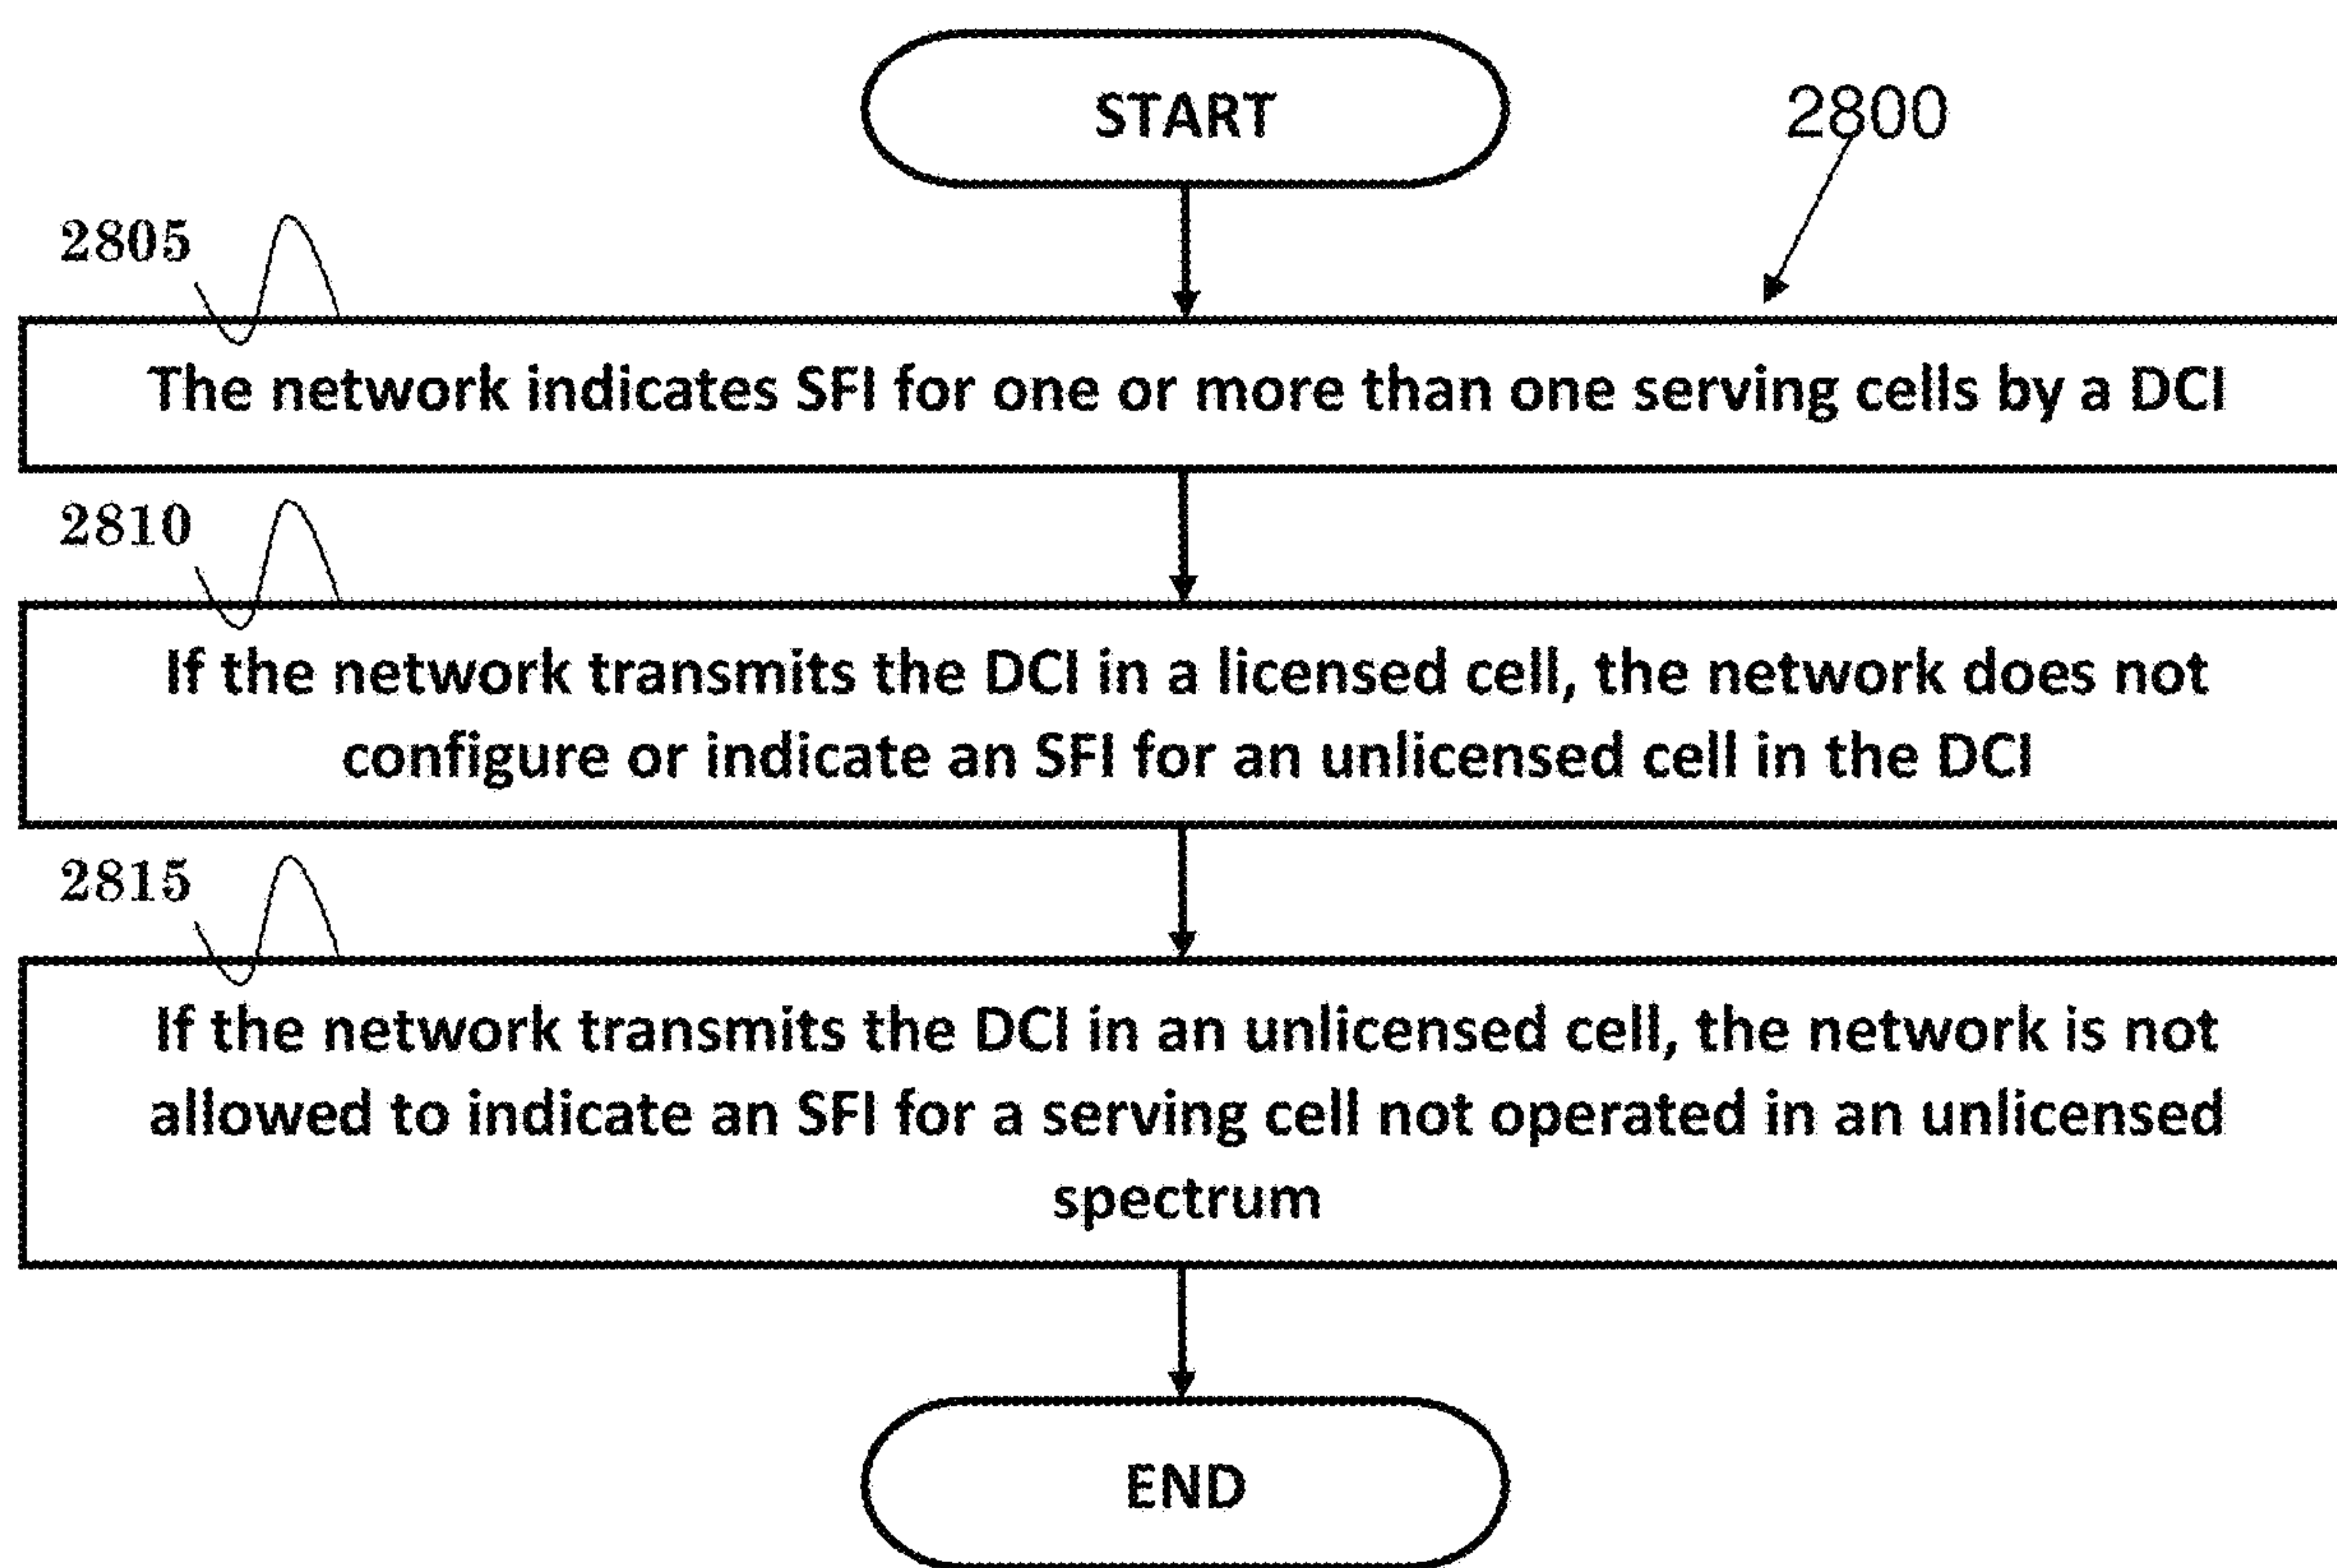 START
2800
2805
The network indicates SFI for one or more than one serving cells by a DCI
2810
If the network transmits the DCI in a licensed cell, the network does not
configure or indicate an SFI for an unlicensed cell in the DCI
2815
If the network transmits the DCI in an unlicensed cell, the network is not
allowed to indicate an SFI for a serving cell not operated in an unlicensed
spectrum
END